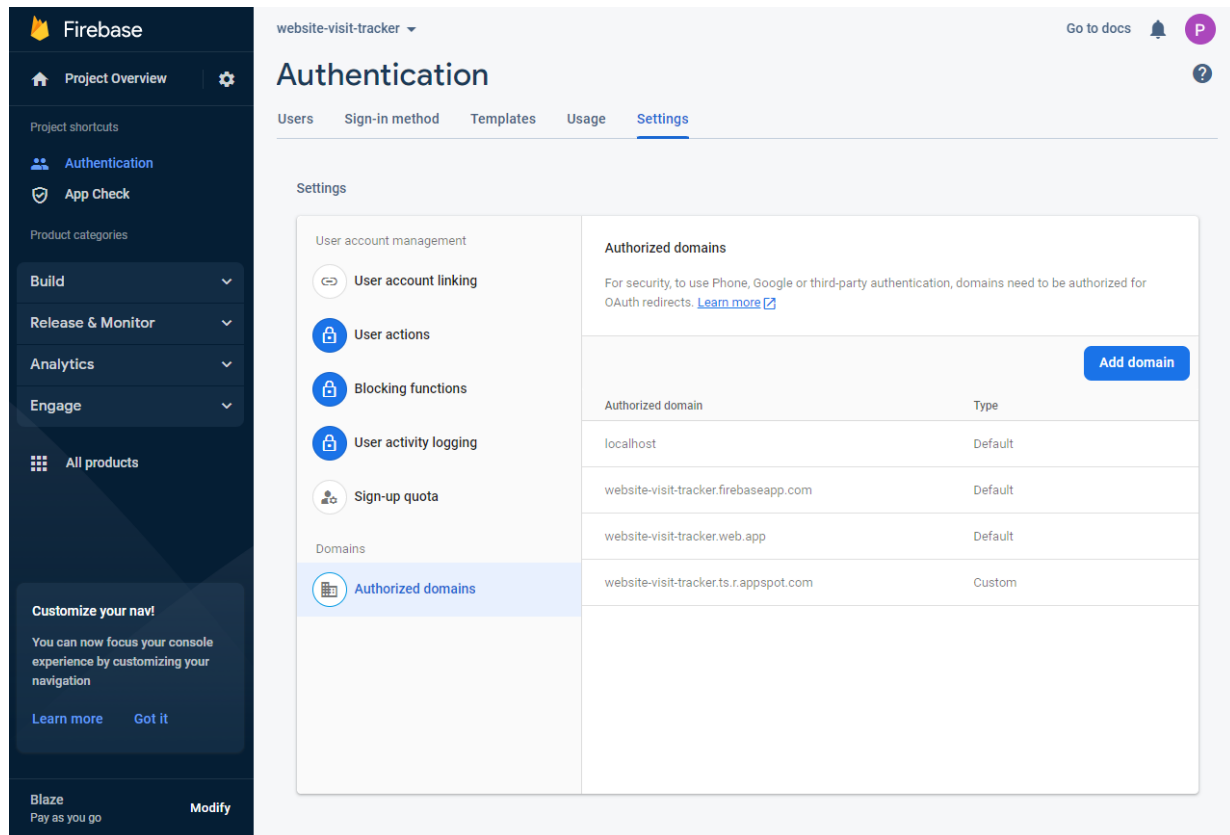 Firebase
Project Overview
Project shortcuts
Authentication
App Check
Product categories
Build
Release & Monitor
Analytics
Engage
All products
Customize your nav!
You can now focus your console
experience by customizing your
navigation
Learn more Got it
Blaze
Pay as you go
Modify
website-visit-tracker
Go to docs
P
Authentication
?
Users Sign-in method Templates Usage Settings
Settings
User account management
User account linking
User actions
Blocking functions
User activity logging
Sign-up quota
Domains
Authorized domains
Authorized domains
For security, to use Phone, Google or third-party authentication, domains need to be authorized for
OAuth redirects. Learn more
Add domain
Authorized domain Type
localhost Default
website-visit-tracker.firebaseapp.com Default
website-visit-tracker.web.app Default
website-visit-tracker.ts.r.appspot.com Custom